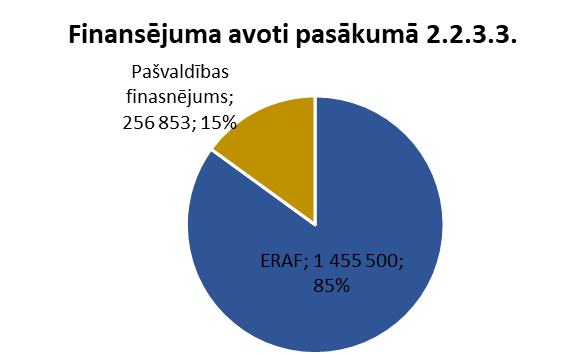 Finansējuma avoti pasākumā 2.2.3.3.
Pašvaldības
finasnējums;
256 853; 15%
ERAF; 1 455 500;
85%